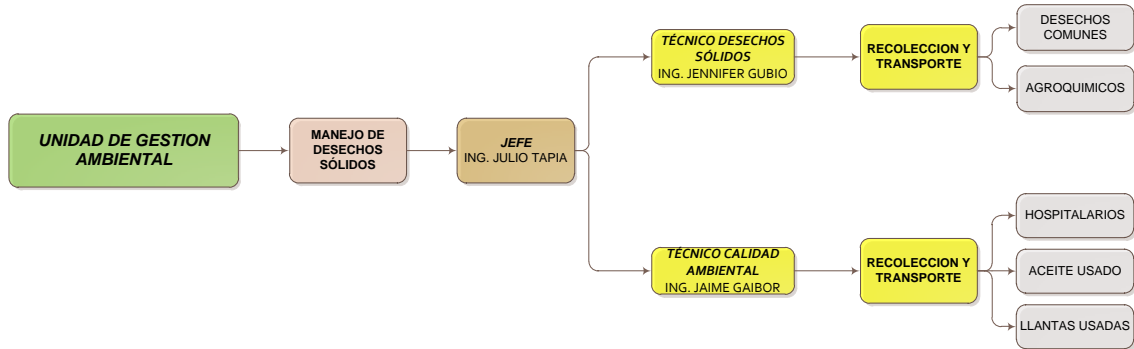 UNIDAD DE GESTION
AMBIENTAL
MANEJO DE
DESECHOS
SÓLIDOS
JEFE
ING. JULIO TAPIA
TÉCNICO DESECHOS
SÓLIDOS
ING. JENNIFER GUBIO
RECOLECCION Y
TRANSPORTE
DESECHOS
COMUNES
AGROQUIMICOS
TÉCNICO CALIDAD
AMBIENTAL
ING. JAIME GAIBOR
RECOLECCION Y
TRANSPORTE
HOSPITALARIOS
ACEITE USADO
LLANTAS USADAS